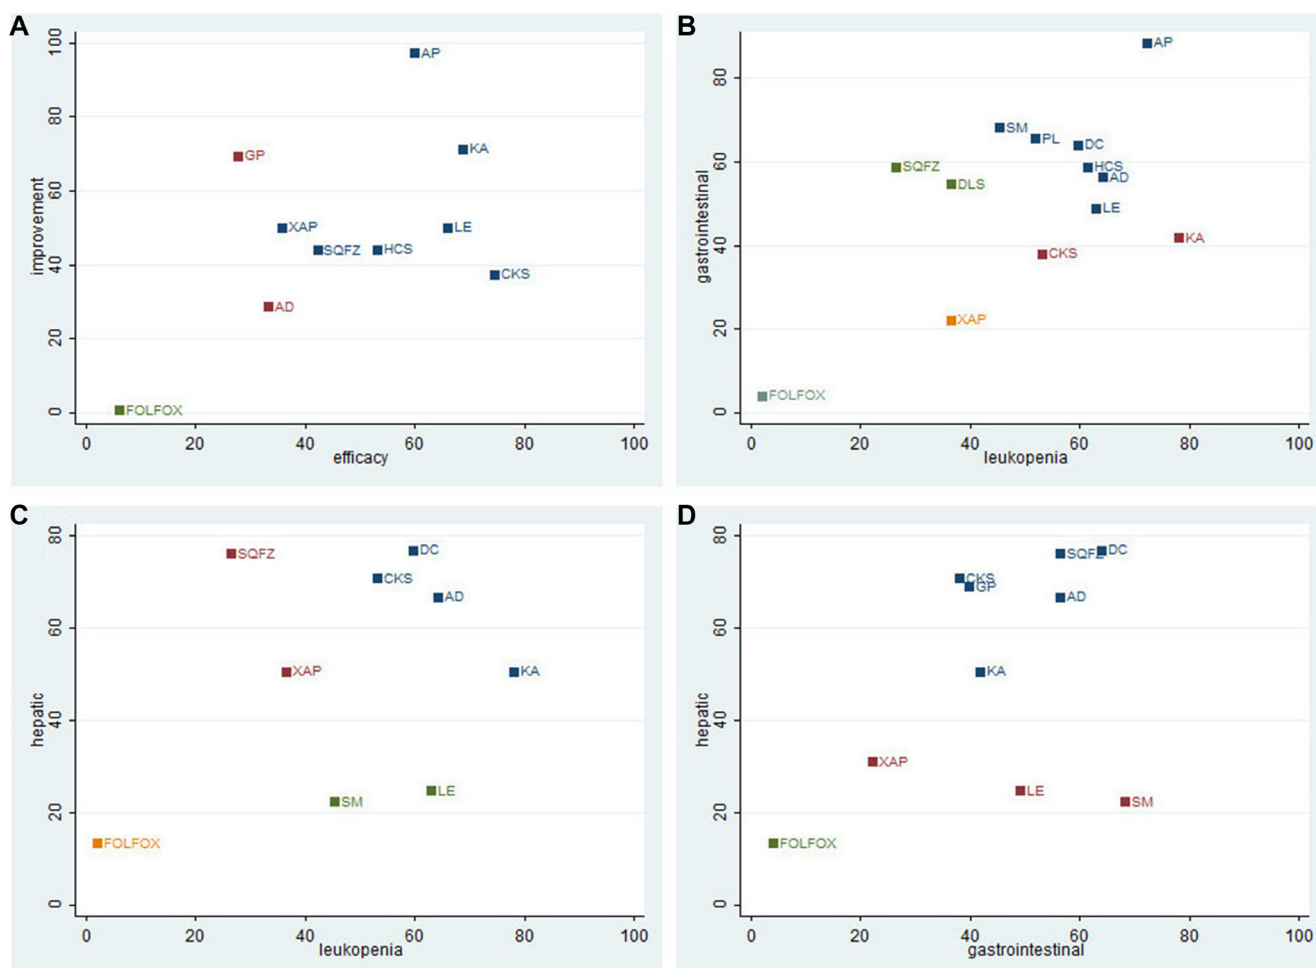 A
improvement
100
80
60
40
20
0
AP
GP
KA
XAP
LE
SQFZ
HCS
CKS
AD
FOLFOX
0 20 40 60 80 100
efficacy
B
gastrointestinal
80
60
40
20
0
AP
SM
PL
DC
SQFZ
HCS
AD
DLS
LE
KA
CKS
XAP
FOLFOX
0 20 40 60 80 100
leukopenia
C
hepatic
80
60
40
20
0
DC
SQFZ
CKS
AD
XAP
KA
LE
SM
FOLFOX
0 20 40 60 80 100
leukopenia
D
hepatic
80
60
40
20
0
DC
SQFZ
CKS
GP
AD
KA
XAP
LE
SM
FOLFOX
0 20 40 60 80 100
gastrointestinal